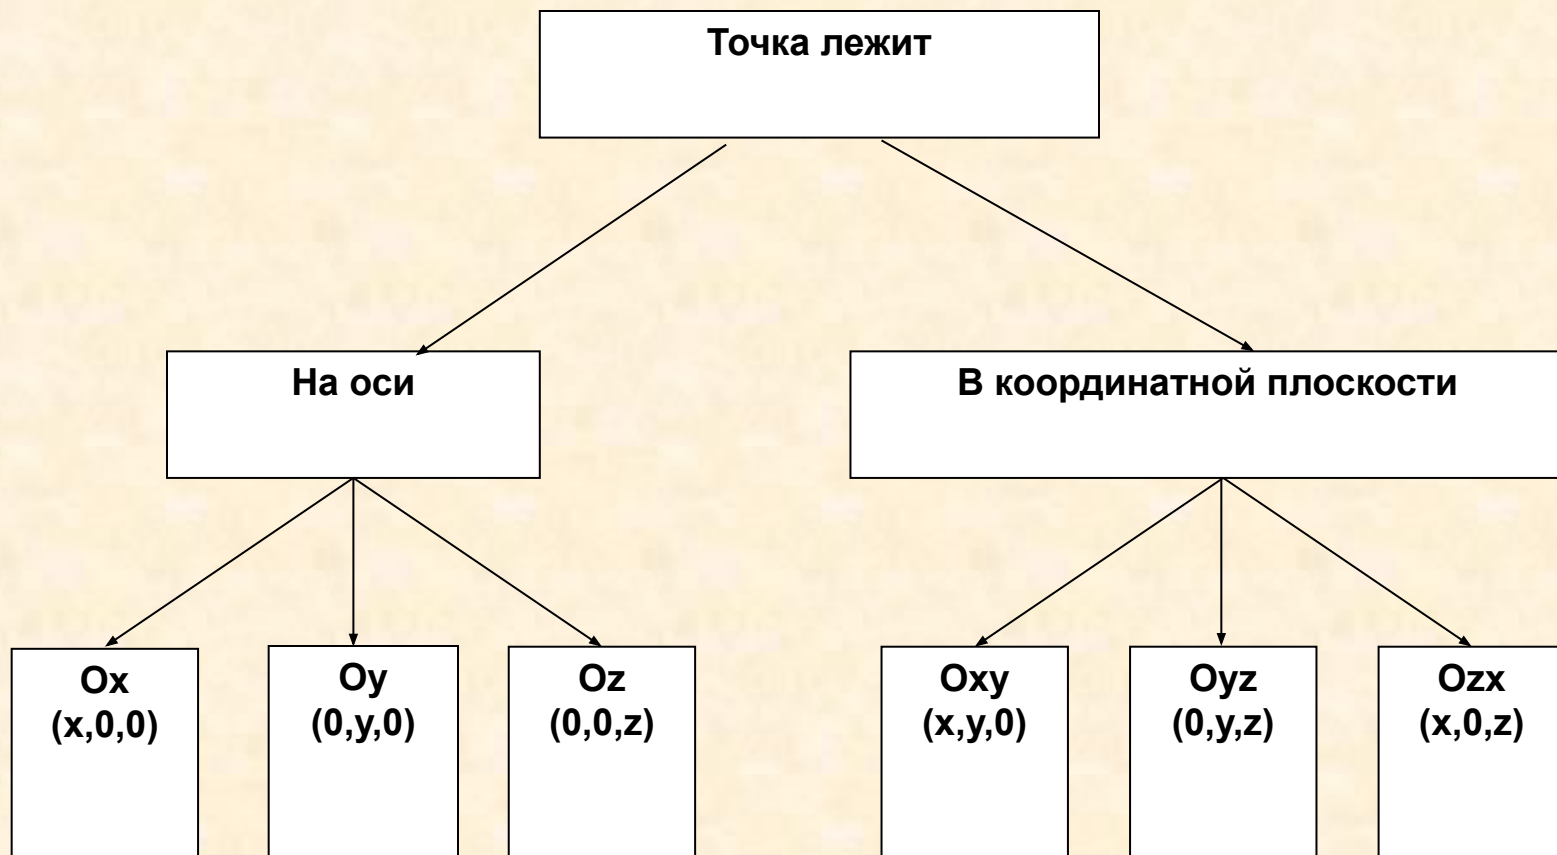 Точка лежит
На оси
В координатной плоскости
Ox
(x,0,0)
Oy
(0,y,0)
Oz
(0,0,z)
Oxy
(x,y,0)
Oyz
(0,y,z)
Ozx
(x,0,z)